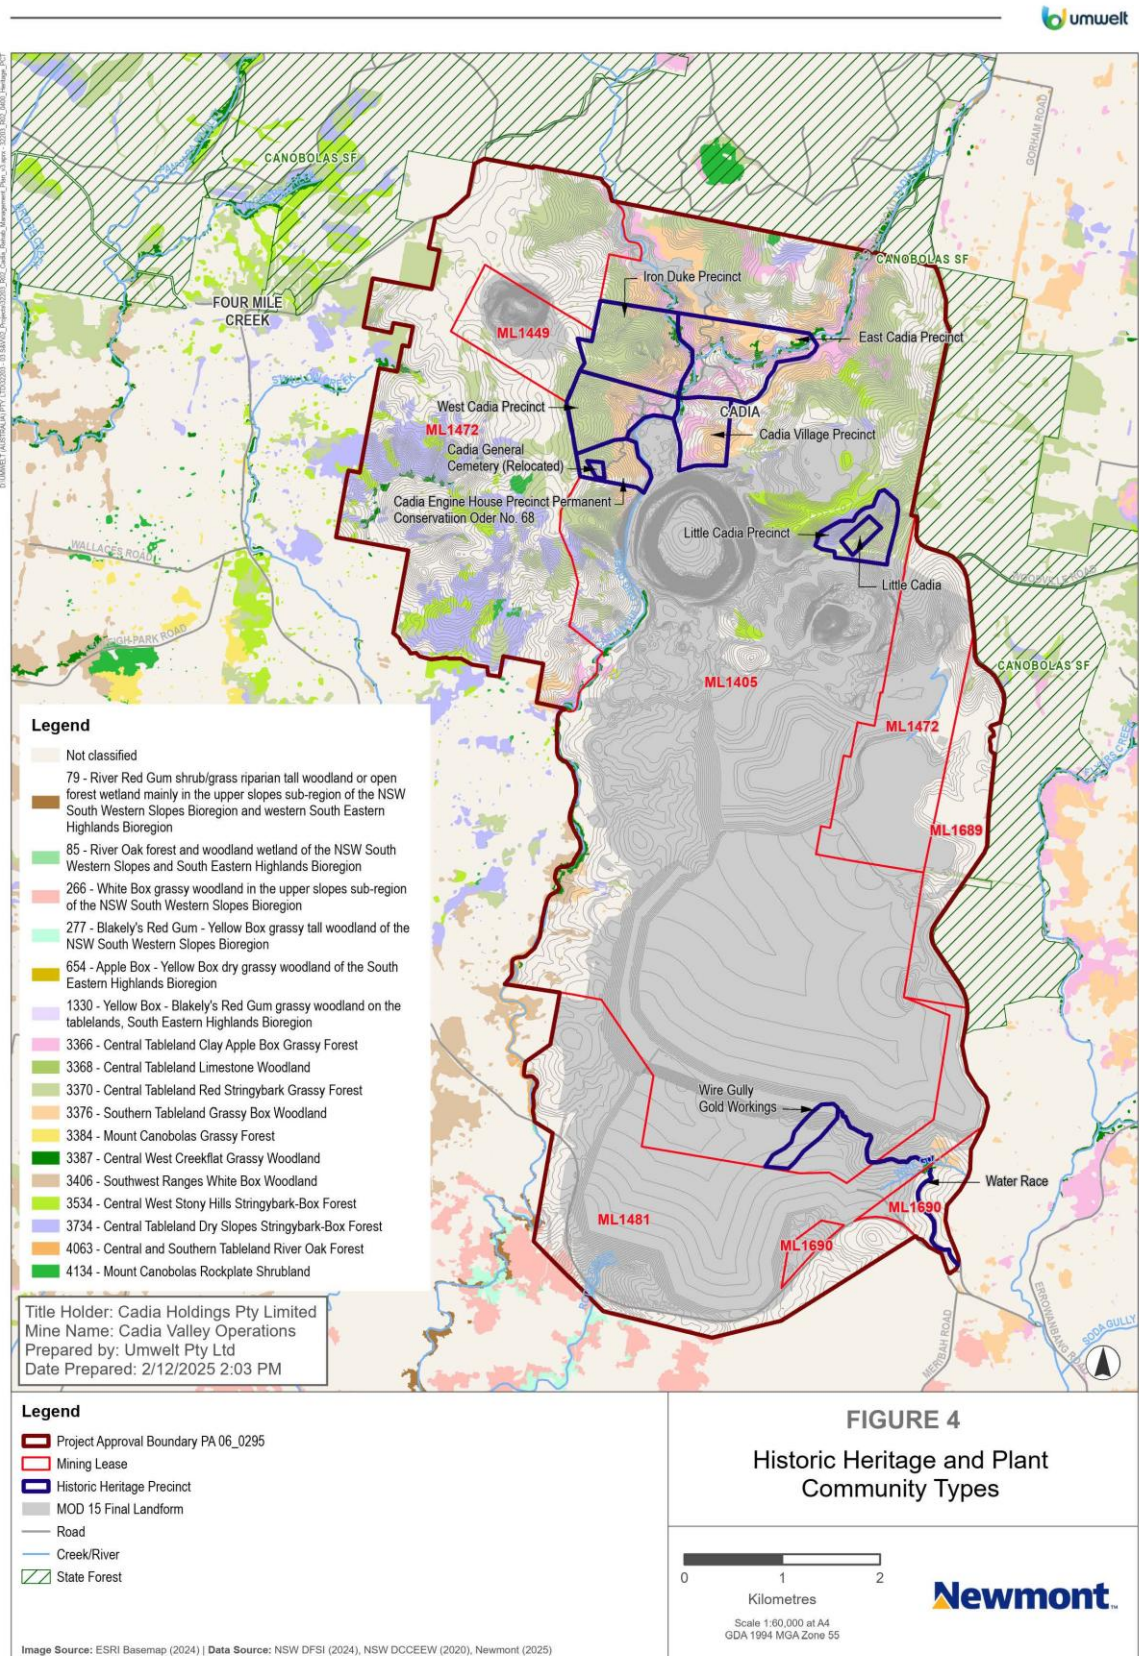 umwelt
CANOBOLAS SF
GORHAM ROAD
CANOBOLAS SF
Iron Duke Precinct
FOUR MILE
CREEK
ML1449
East Cadia Precinct
West Cadia Precinct
CADIA
ML1472
Cadia Village Precinct
Cadia General
Cemetery (Relocated)
Cadia Engine House Precinct Permanent
Conservatiion Oder No. 68
Little Cadia Precinct
WALLACES ROAD
WOODVILLE ROAD
Little Cadia
CANOBOLAS SF
ML1405
ML1472
ML1689
Legend
Not classified
79 - River Red Gum shrub/grass riparian tall woodland or open
forest wetland mainly in the upper slopes sub-region of the NSW
South Western Slopes Bioregion and western South Eastern
Highlands Bioregion
85 - River Oak forest and woodland wetland of the NSW South
Western Slopes and South Eastern Highlands Bioregion
266 - White Box grassy woodland in the upper slopes sub-region
of the NSW South Western Slopes Bioregion
277 - Blakely's Red Gum - Yellow Box grassy tall woodland of the
NSW South Western Slopes Bioregion
654 - Apple Box - Yellow Box dry grassy woodland of the South
Eastern Highlands Bioregion
1330 - Yellow Box - Blakely's Red Gum grassy woodland on the
tablelands, South Eastern Highlands Bioregion
3366 - Central Tableland Clay Apple Box Grassy Forest
3368 - Central Tableland Limestone Woodland
3370 - Central Tableland Red Stringybark Grassy Forest
3376 - Southern Tableland Grassy Box Woodland
3384 - Mount Canobolas Grassy Forest
3387 - Central West Creekflat Grassy Woodland
3406 - Southwest Ranges White Box Woodland
3534 - Central West Stony Hills Stringybark-Box Forest
3734 - Central Tableland Dry Slopes Stringybark-Box Forest
4063 - Central and Southern Tableland River Oak Forest
4134 - Mount Canobolas Rockplate Shrubland
Wire Gully
Gold Workings
Water Race
ML1481
ML1690
ML1690
MERIBAH ROAD
ERROWANBANG ROAD
SODA GULLY
Title Holder: Cadia Holdings Pty Limited
Mine Name: Cadia Valley Operations
Prepared by: Umwelt Pty Ltd
Date Prepared: 2/12/2025 2:03 PM
Legend
Project Approval Boundary PA 06_0295
Mining Lease
Historic Heritage Precinct
MOD 15 Final Landform
Road
Creek/River
State Forest
FIGURE 4
Historic Heritage and Plant
Community Types
0 1 2
Kilometres
Scale 1:60,000 at A4
GDA 1994 MGA Zone 55
Newmont™
Image Source: ESRI Basemap (2024) | Data Source: NSW DFSI (2024), NSW DCCEEW (2020), Newmont (2025)